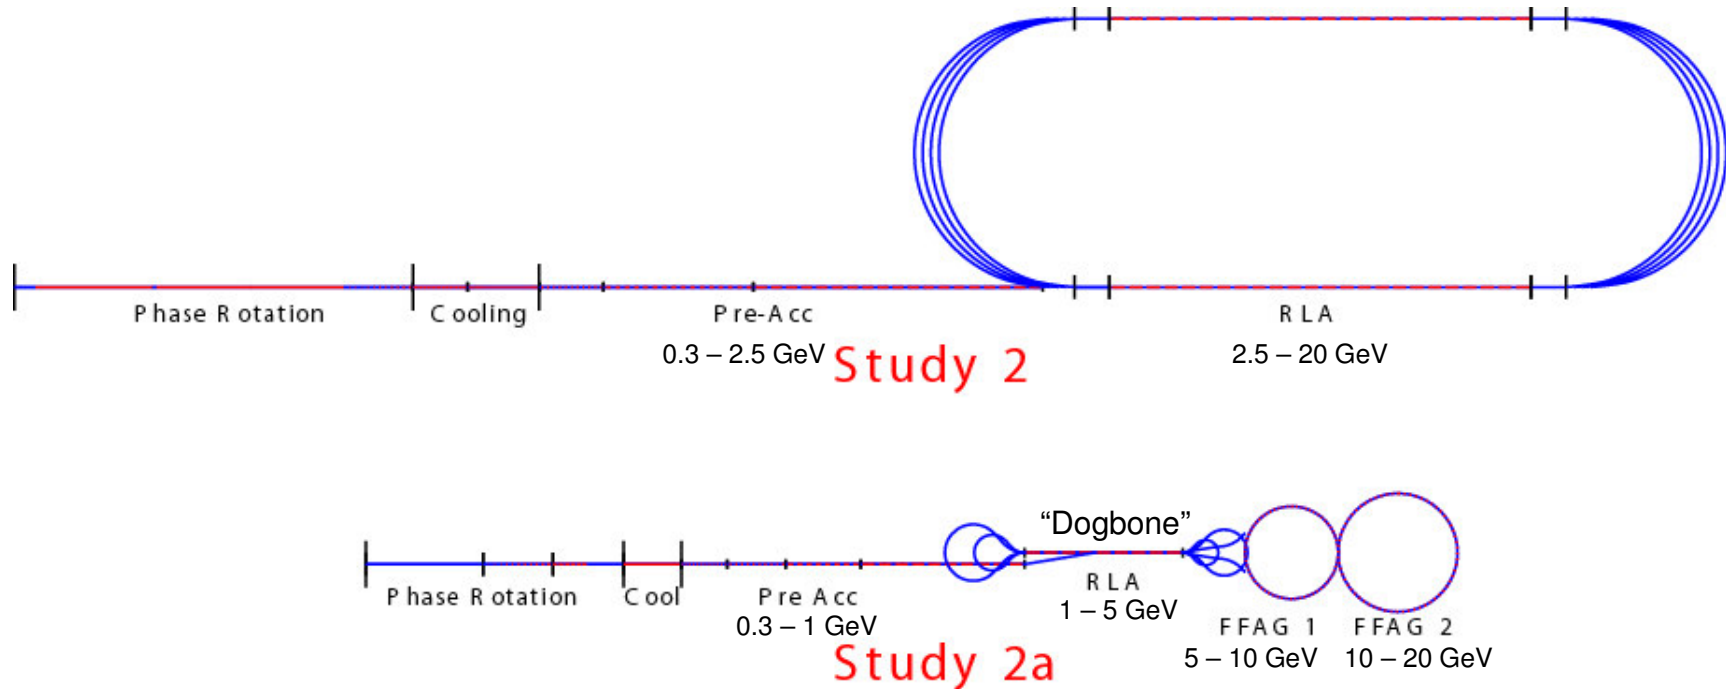 Phase Rotation Cooling Pre-Acc RLA
0.3 – 2.5 GeV 2.5 – 20 GeV
Study 2
“Dogbone”
Phase Rotation Cool Pre Acc RLA
0.3 – 1 GeV 1 – 5 GeV
FFAG 1 FFAG 2
5 – 10 GeV 10 – 20 GeV
Study 2a